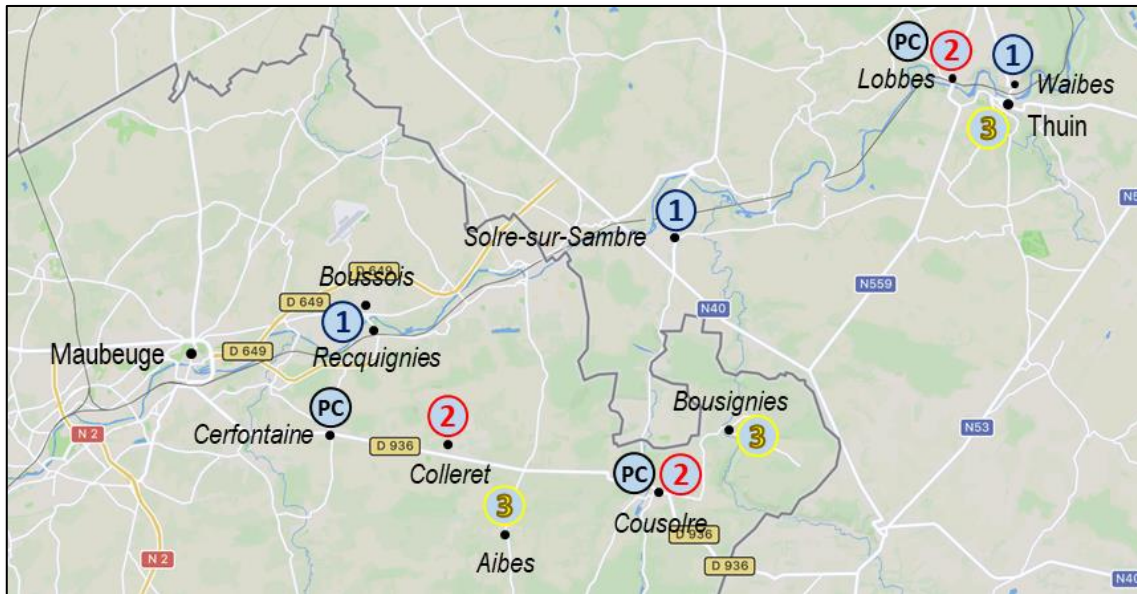 PC 2 1
Lobbes Waibes
3 Thuin
N5
1
Solre-sur-Sambre
D 649
Boussois
D 649
N559
N40
1
Recquignies
Maubeuge D 649
PC
2
Bousignies
3
Cerfontaine
D 936
Colleret
N 2
N53
PC 2
3
Cousolre
D 936
Aibes
N 2
D 936
N40